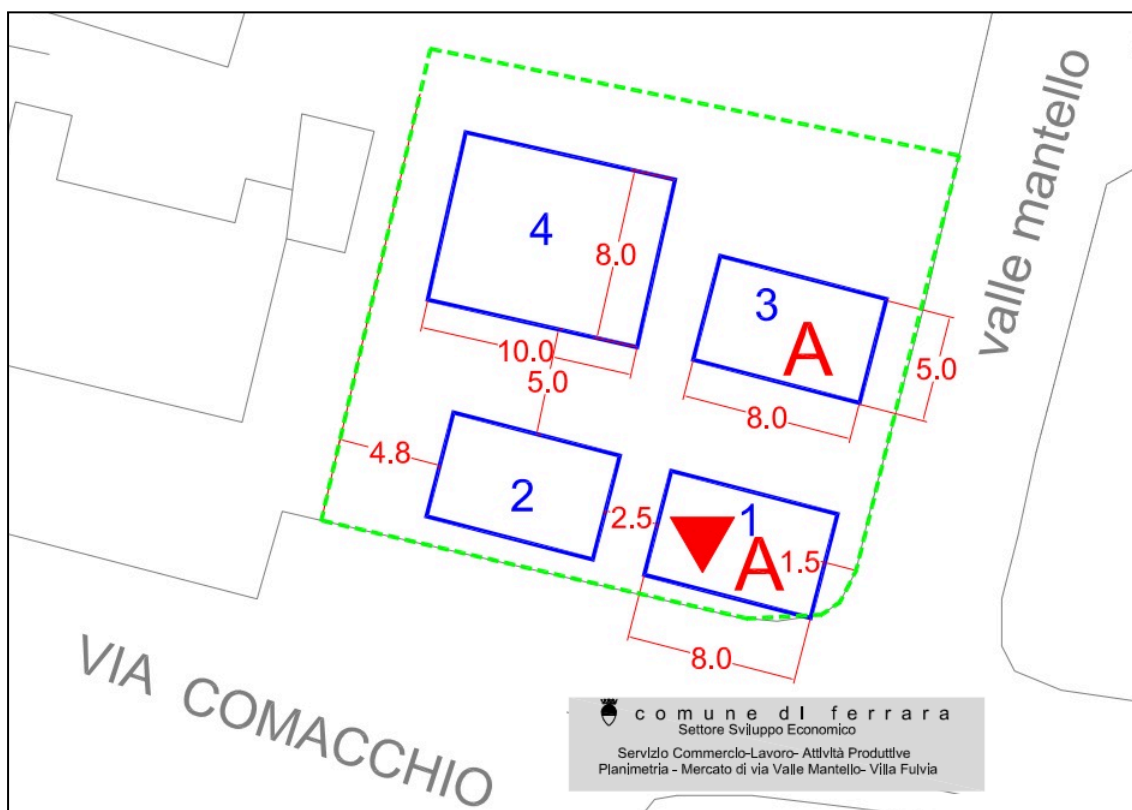 valle mantello
4
8.0
3
A
10.0
5.0
5.0
8.0
4.8
2
2.5
1
A
1.5
8.0
VIA COMACCHIO
comune dI ferrara
Settore Sviluppo Economico
Servizio Commercio-Lavoro- Attività Produttive
Planimetria - Mercato di via Valle Mantello- Villa Fulvia